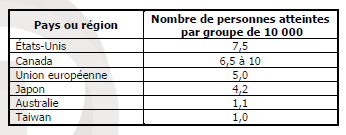 Pays ou région
Nombre de personnes atteintes
par groupe de 10 000
États-Unis 7,5
Canada 6,5 à 10
Union européenne 5,0
Japon 4,2
Australie 1,1
Taiwan 1,0